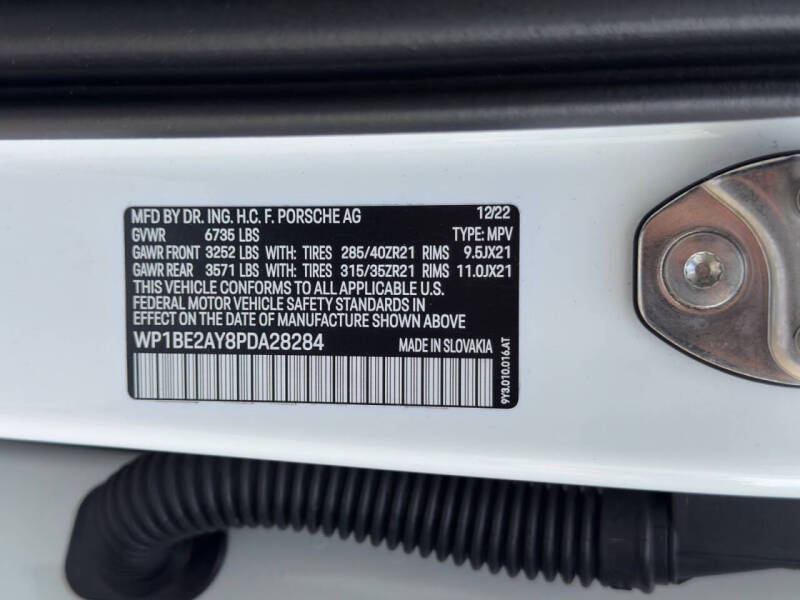 MFD BY DR. ING. H.C. F. PORSCHE AG 12/22
GVWR 6735 LBS TYPE: MPV
GAWR FRONT 3252 LBS WITH: TIRES 285/40ZR21 RIMS 9.5JX21
GAWR REAR 3571 LBS WITH: TIRES 315/35ZR21 RIMS 11.0JX21
THIS VEHICLE CONFORMS TO ALL APPLICABLE U.S.
FEDERAL MOTOR VEHICLE SAFETY STANDARDS IN
EFFECT ON THE DATE OF MANUFACTURE SHOWN ABOVE
WP1BE2AY8PDA28284 MADE IN SLOVAKIA
9Y3.010.016.AT